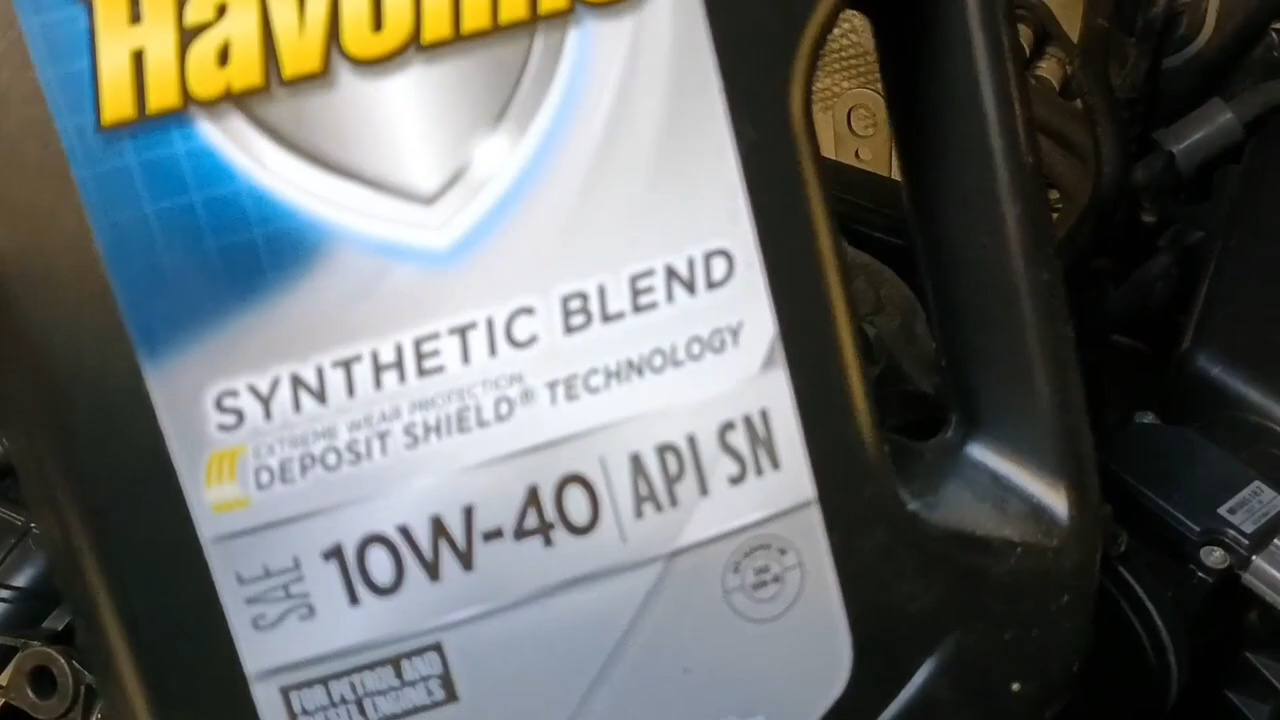 Havoline
SYNTHETIC BLEND
EXTREME WEAR PROTECTION
DEPOSIT SHIELD® TECHNOLOGY
SAE 10W-40 | API SN
FOR PETROL AND
DIESEL ENGINES